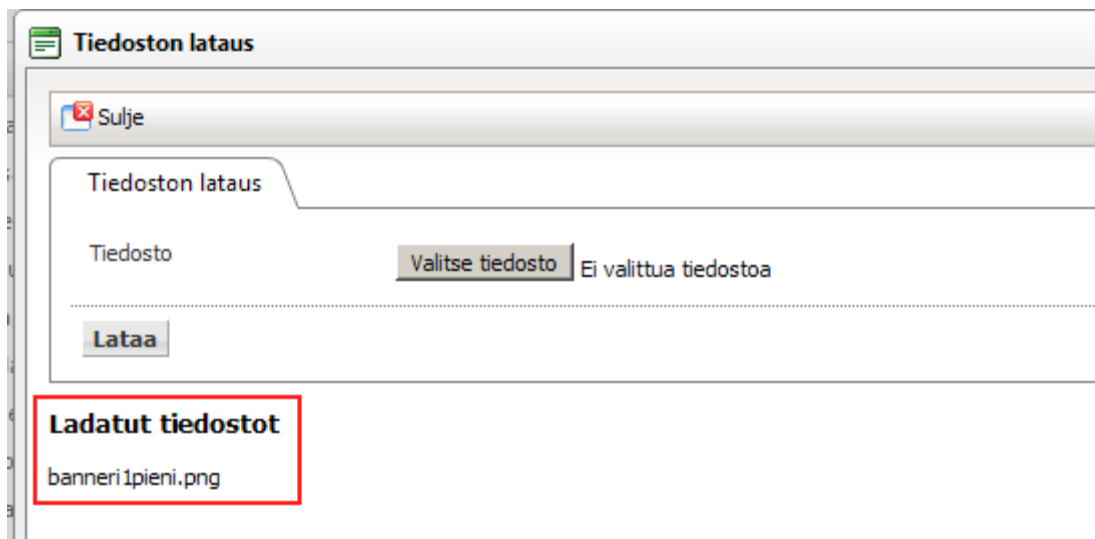 Tiedoston lataus
Sulje
Tiedoston lataus
Tiedosto
Valitse tiedosto Ei valittua tiedostoa
Lataa
Ladatut tiedostot
banneri1pieni.png